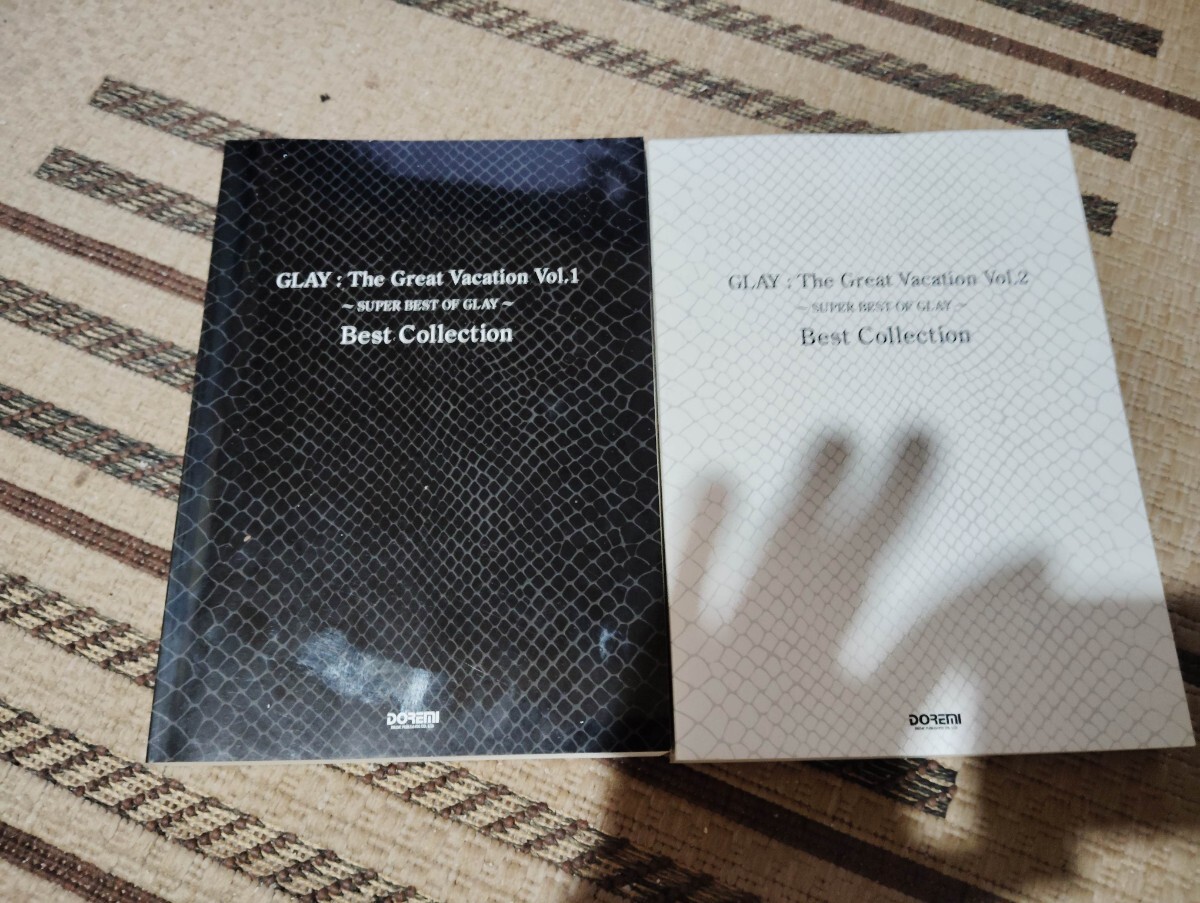 GLAY : The Great Vacation Vol.1
~ SUPER BEST OF GLAY ~
Best Collection
DOREMI
GLAY : The Great Vacation Vol.2
~ SUPER BEST OF GLAY ~
Best Collection
DOREMI